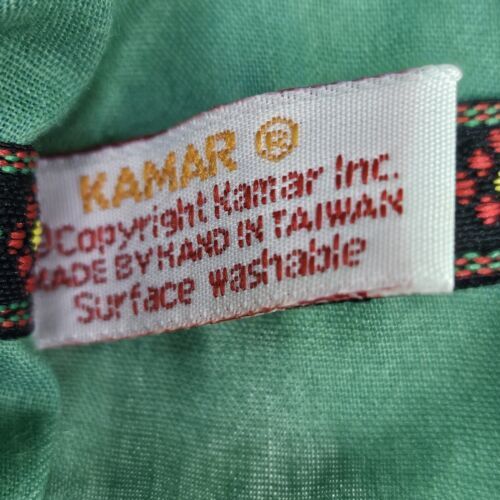 KAMAR ®
©Copyright Kamar Inc.
MADE BY HAND IN TAIWAN
Surface washable